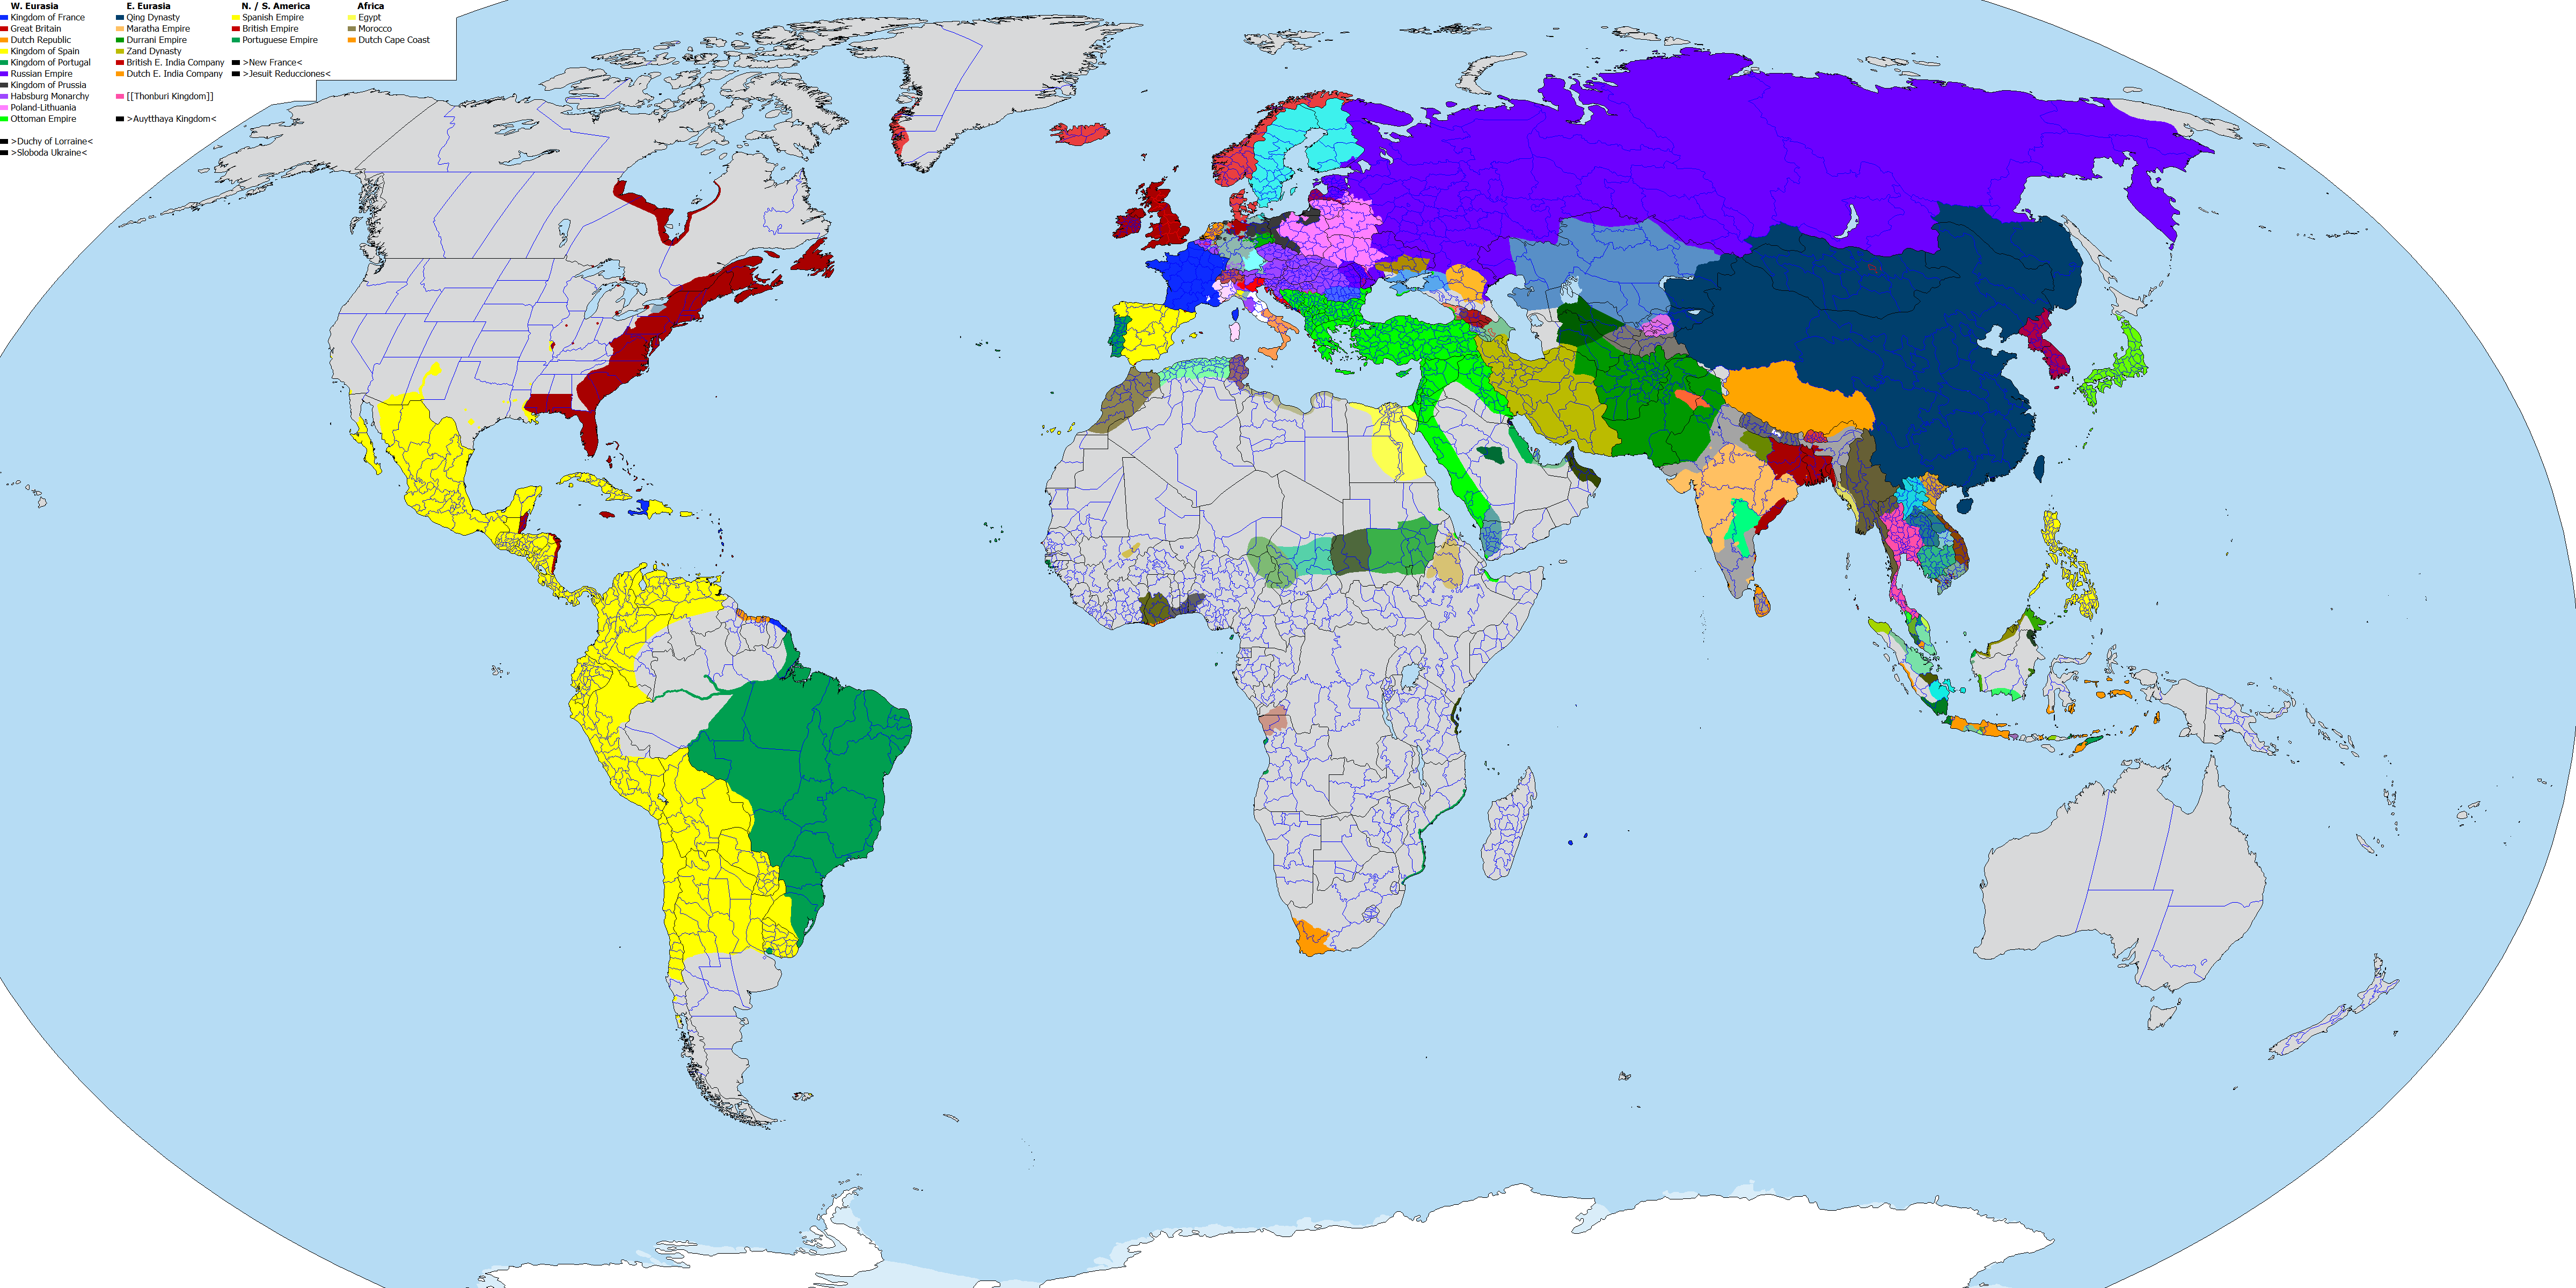 W. Eurasia
Kingdom of France
Great Britain
Dutch Republic
Kingdom of Spain
Kingdom of Portugal
Russian Empire
Kingdom of Prussia
Habsburg Monarchy
Poland-Lithuania
Ottoman Empire
>Duchy of Lorraine<
>Sloboda Ukraine<
E. Eurasia
Qing Dynasty
Maratha Empire
Durrani Empire
Zand Dynasty
British E. India Company
Dutch E. India Company
[[Thonburi Kingdom]]
>Auytthaya Kingdom<
N. / S. America
Spanish Empire
British Empire
Portuguese Empire
>New France<
>Jesuit Reducciones<
Africa
Egypt
Morocco
Dutch Cape Coast